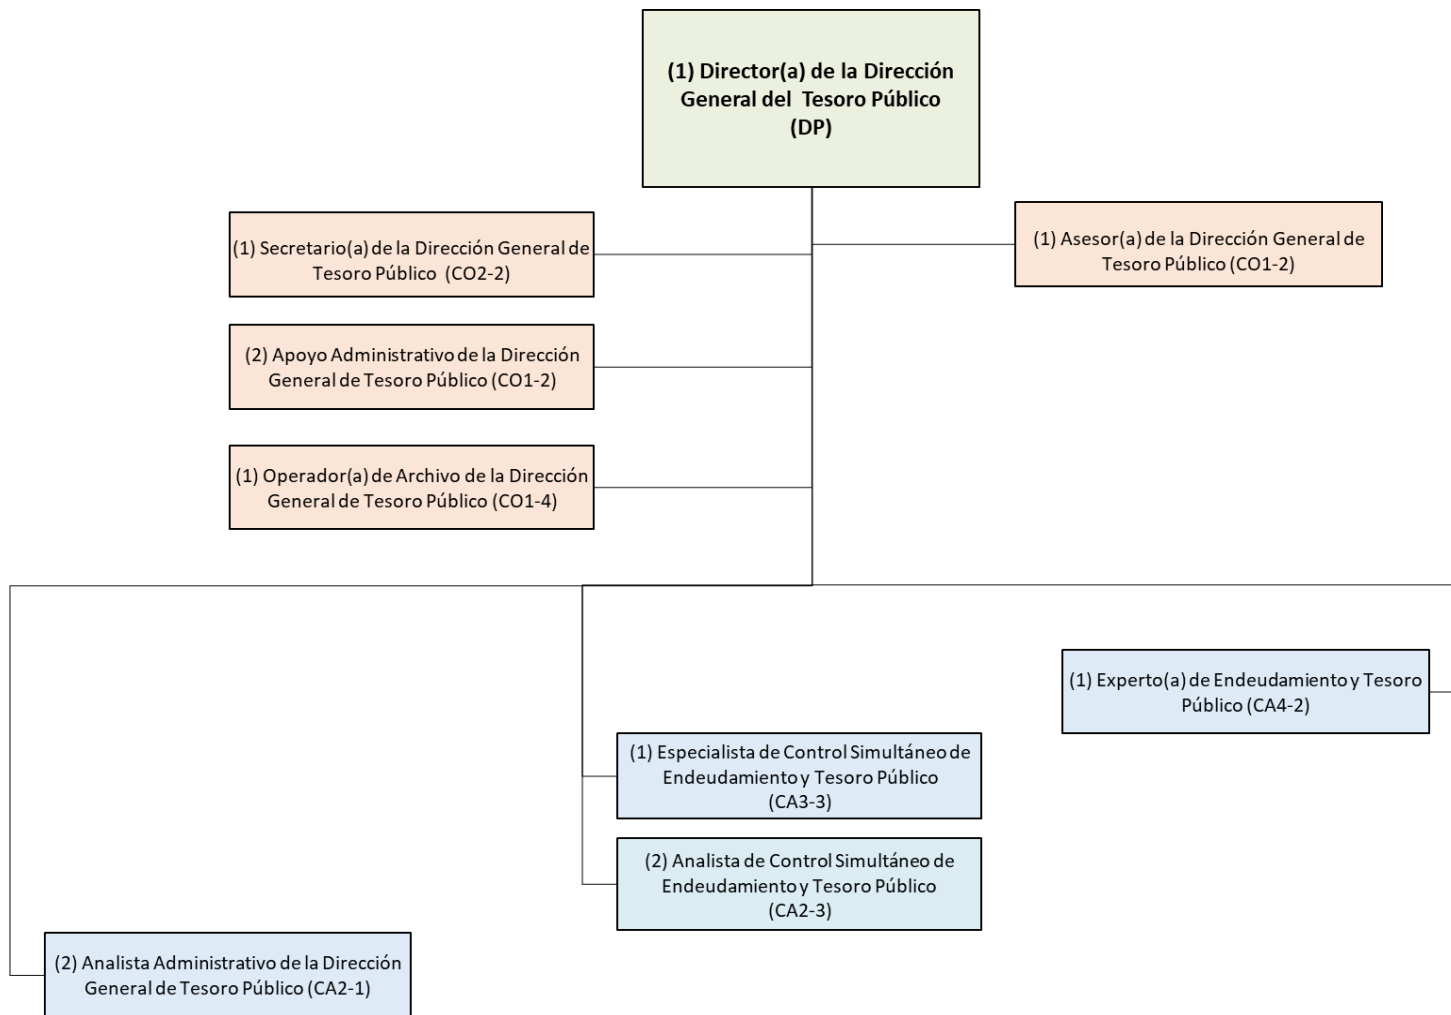 (1) Director(a) de la Dirección
General del Tesoro Público
(DP)
(1) Secretario(a) de la Dirección General de
Tesoro Público (CO2-2)
(1) Asesor(a) de la Dirección General de
Tesoro Público (CO1-2)
(2) Apoyo Administrativo de la Dirección
General de Tesoro Público (CO1-2)
(1) Operador(a) de Archivo de la Dirección
General de Tesoro Público (CO1-4)
(1) Experto(a) de Endeudamiento y Tesoro
Público (CA4-2)
(1) Especialista de Control Simultáneo de
Endeudamiento y Tesoro Público
(CA3-3)
(2) Analista de Control Simultáneo de
Endeudamiento y Tesoro Público
(CA2-3)
(2) Analista Administrativo de la Dirección
General de Tesoro Público (CA2-1)